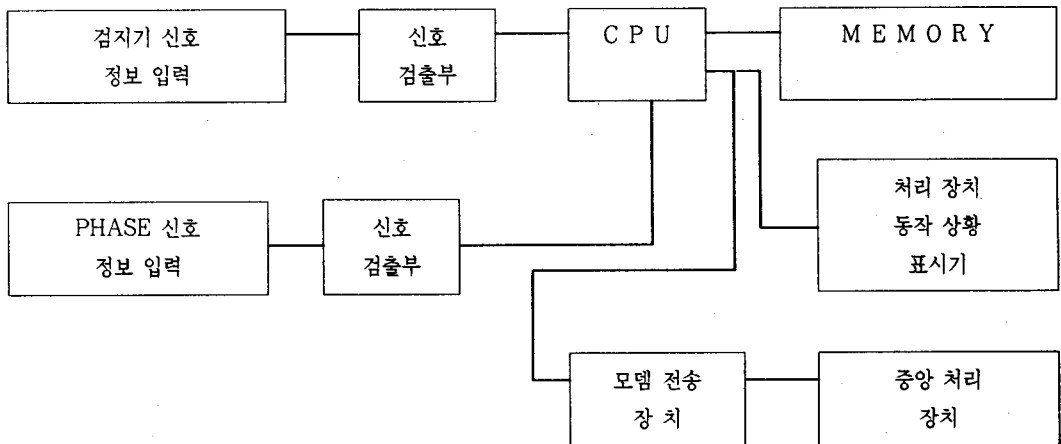 검지기 신호
정보 입력
신호
검출부
C P U
M E M O R Y
PHASE 신호
정보 입력
신호
검출부
처리 장치
동작 상황
표시기
모뎀 전송
장 치
중앙 처리
장치